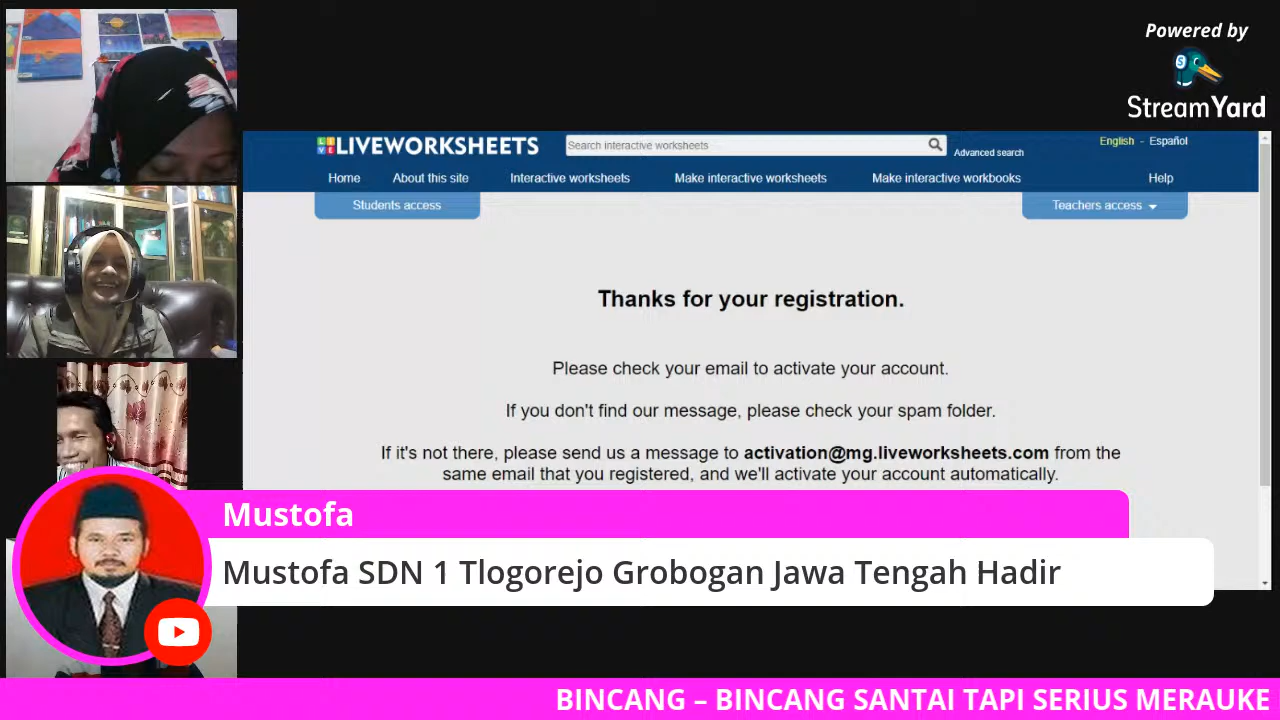 Powered by
StreamYard
LIVEWORKSHEETS
Search interactive worksheets
Advanced search
English - Español
Home
About this site
Interactive worksheets
Make interactive worksheets
Make interactive workbooks
Help
Students access
Teachers access
Thanks for your registration.
Please check your email to activate your account.
If you don't find our message, please check your spam folder.
If it's not there, please send us a message to activation@mg.liveworksheets.com from the
same email that you registered, and we'll activate your account automatically.
Mustofa
Mustofa SDN 1 Tlogorejo Grobogan Jawa Tengah Hadir
BINCANG – BINCANG SANTAI TAPI SERIUS MERAUKE